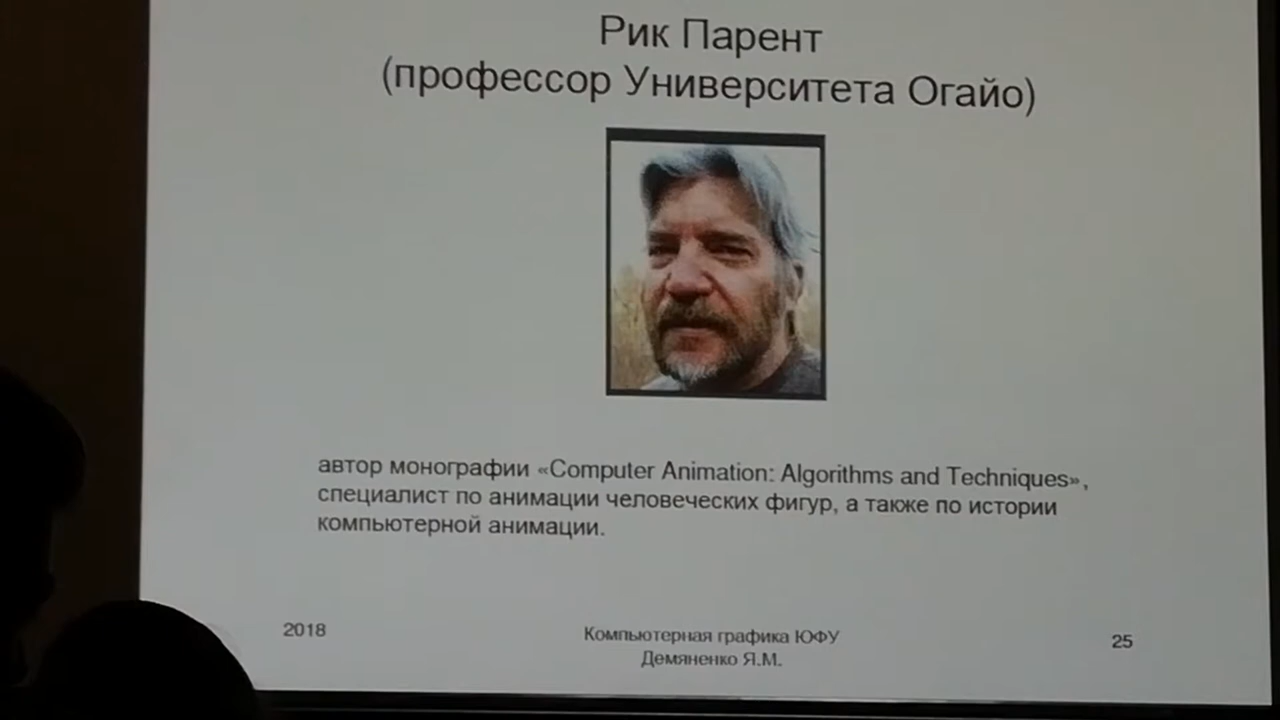 Рик Парент
(профессор Университета Огайо)
автор монографии «Computer Animation: Algorithms and Techniques»,
специалист по анимации человеческих фигур, а также по истории
компьютерной анимации.
2018
Компьютерная графика ЮФУ
Демяненко Я.М.
25